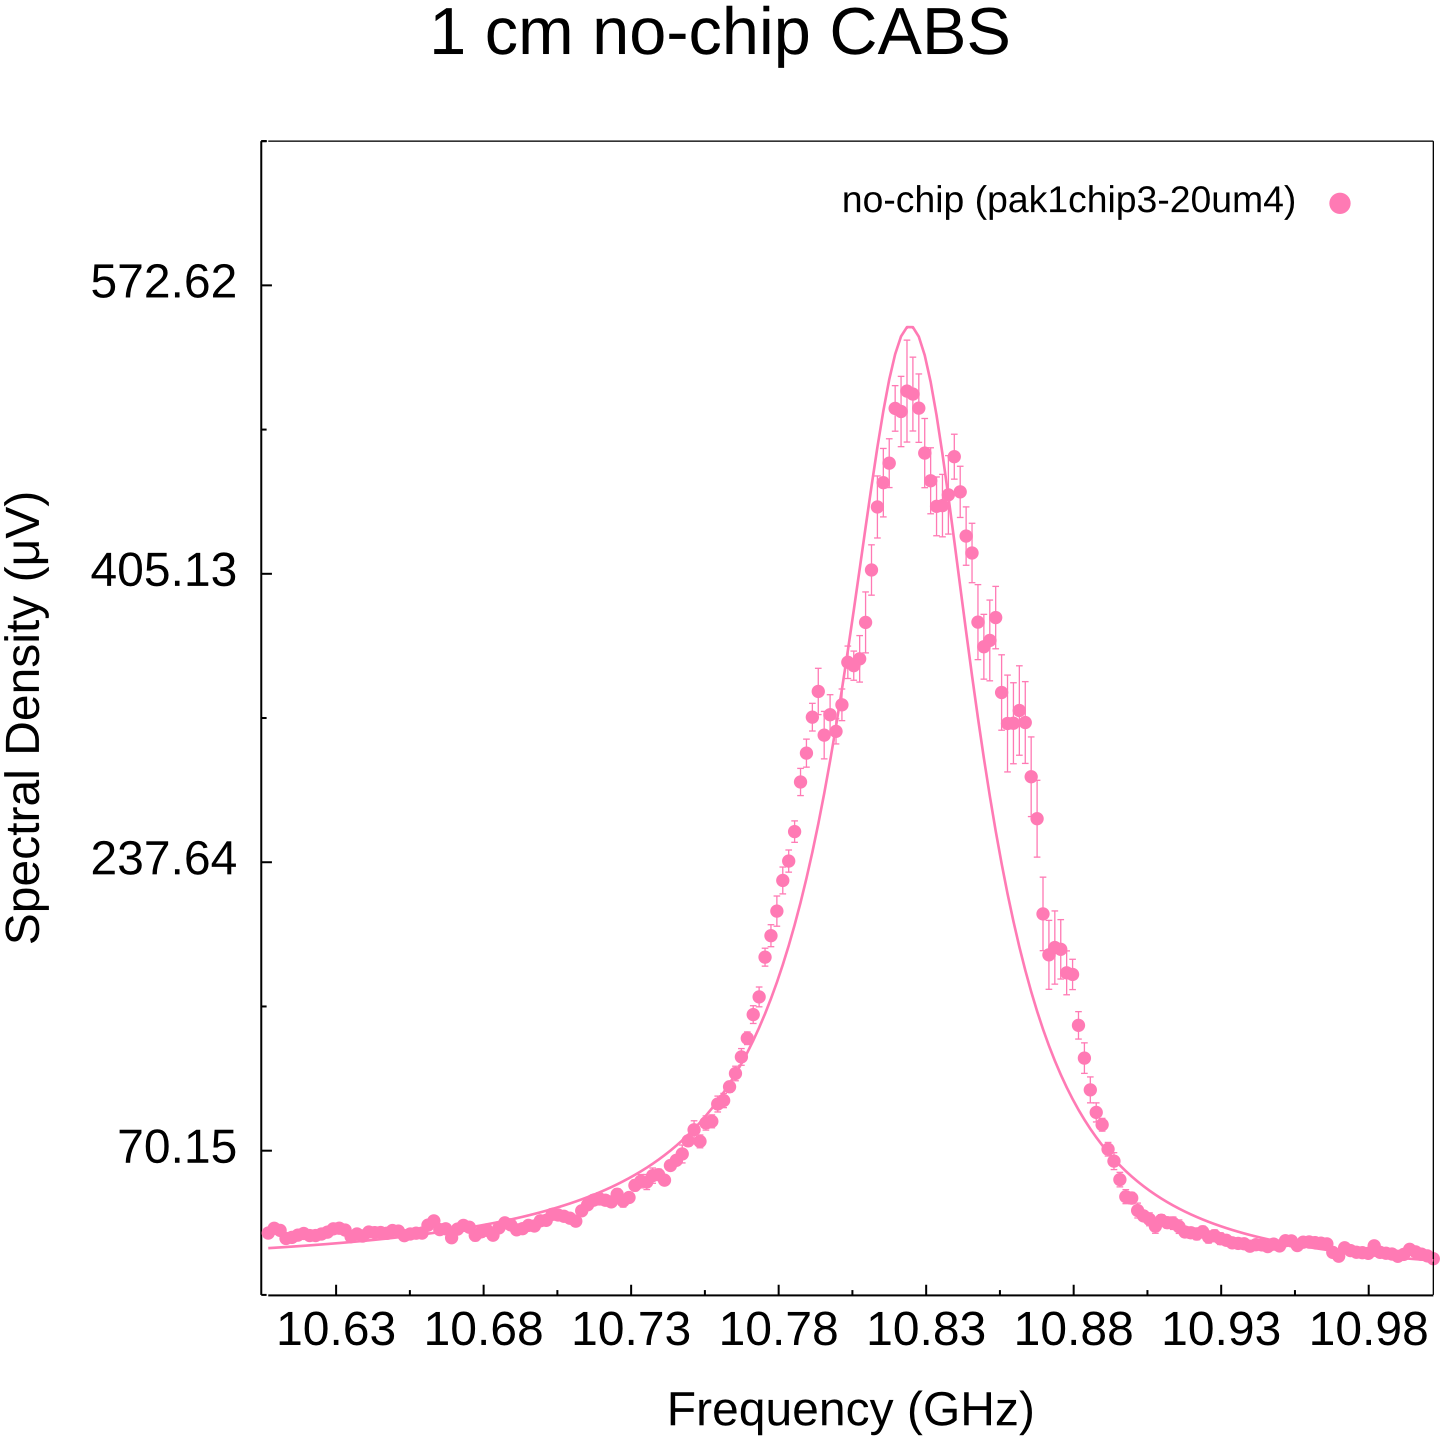 1 cm no-chip CABS
no-chip (pak1chip3-20um4)
572.62
405.13
237.64
70.15
Spectral Density (μV)
10.63 10.68 10.73 10.78 10.83 10.88 10.93 10.98
Frequency (GHz)